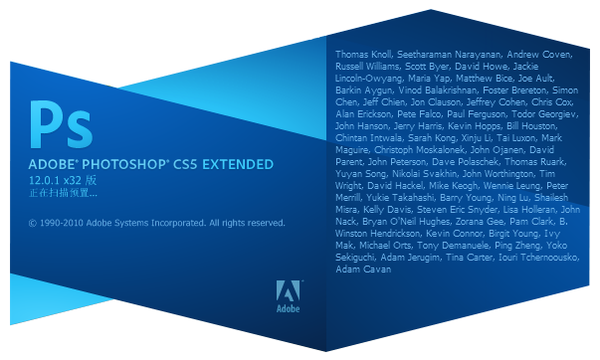 Ps
ADOBE® PHOTOSHOP® CS5 EXTENDED
12.0.1 x32 版
正在扫描预置...
© 1990-2010 Adobe Systems Incorporated. All rights reserved.
Adobe
Thomas Knoll, Seetharaman Narayanan, Andrew Coven,
Russell Williams, Scott Byer, David Howe, Jackie
Lincoln-Owyang, Maria Yap, Matthew Bice, Joe Ault,
Barkin Aygun, Vinod Balakrishnan, Foster Brereton, Simon
Chen, Jeff Chien, Jon Clauson, Jeffrey Cohen, Chris Cox,
Alan Erickson, Pete Falco, Paul Ferguson, Todor Georgiev,
John Hanson, Jerry Harris, Kevin Hopps, Bill Houston,
Chintan Intwala, Sarah Kong, Xinju Li, Tai Luxon, Mark
Maguire, Christoph Moskalonek, John Ojanen, David
Parent, John Peterson, Dave Polaschek, Thomas Ruark,
Yuyan Song, Nikolai Svakhin, John Worthington, Tim
Wright, David Hackel, Mike Keogh, Wennie Leung, Peter
Merrill, Yukie Takahashi, Barry Young, Ning Lu, Shailesh
Misra, Kelly Davis, Steven Eric Snyder, Lisa Holleran, John
Nack, Bryan O'Neil Hughes, Zorana Gee, Pam Clark, B.
Winston Hendrickson, Kevin Connor, Birgit Young, Ivy
Mak, Michael Orts, Tony Demanuele, Ping Zheng, Yoko
Sekiguchi, Adam Jerugim, Tina Carter, Iouri Tchernoousko,
Adam Cavan